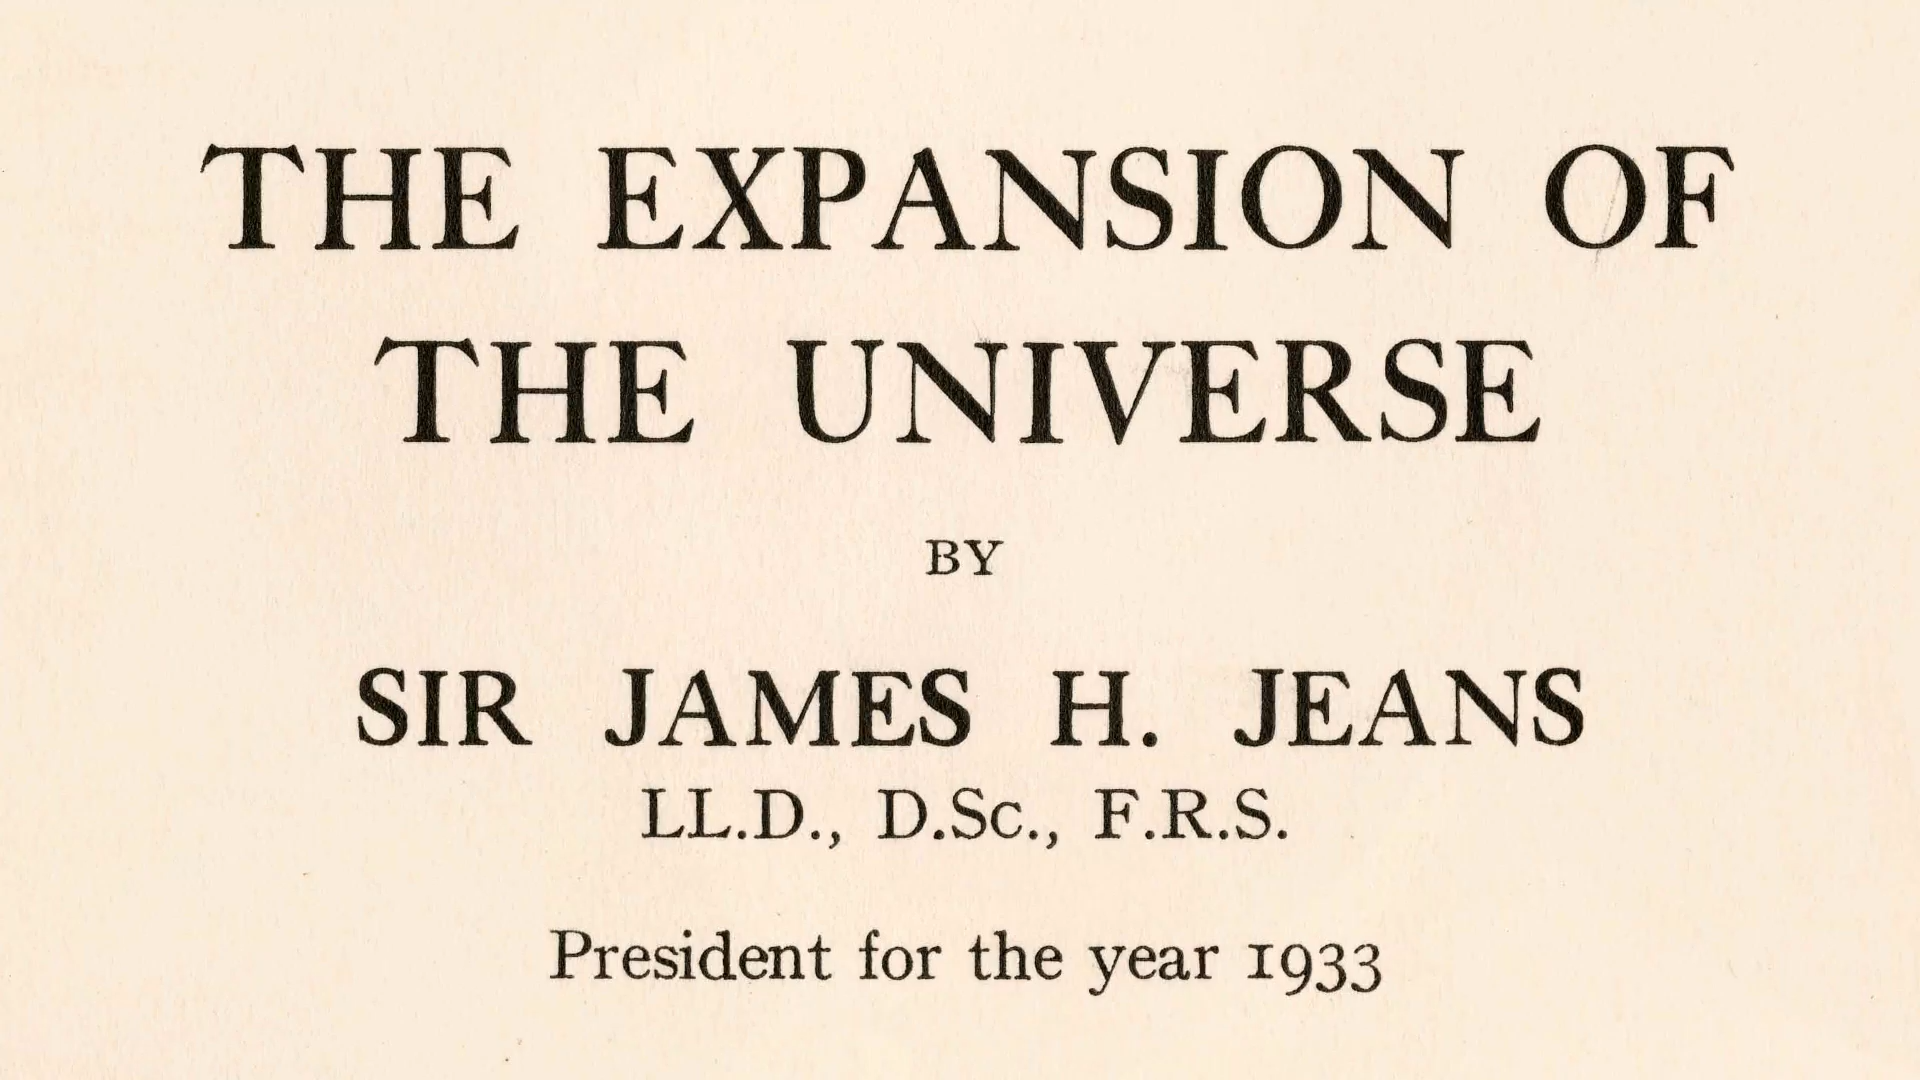 THE EXPANSION OF
THE UNIVERSE
BY
SIR JAMES H. JEANS
LL.D., D.Sc., F.R.S.
President for the year 1933